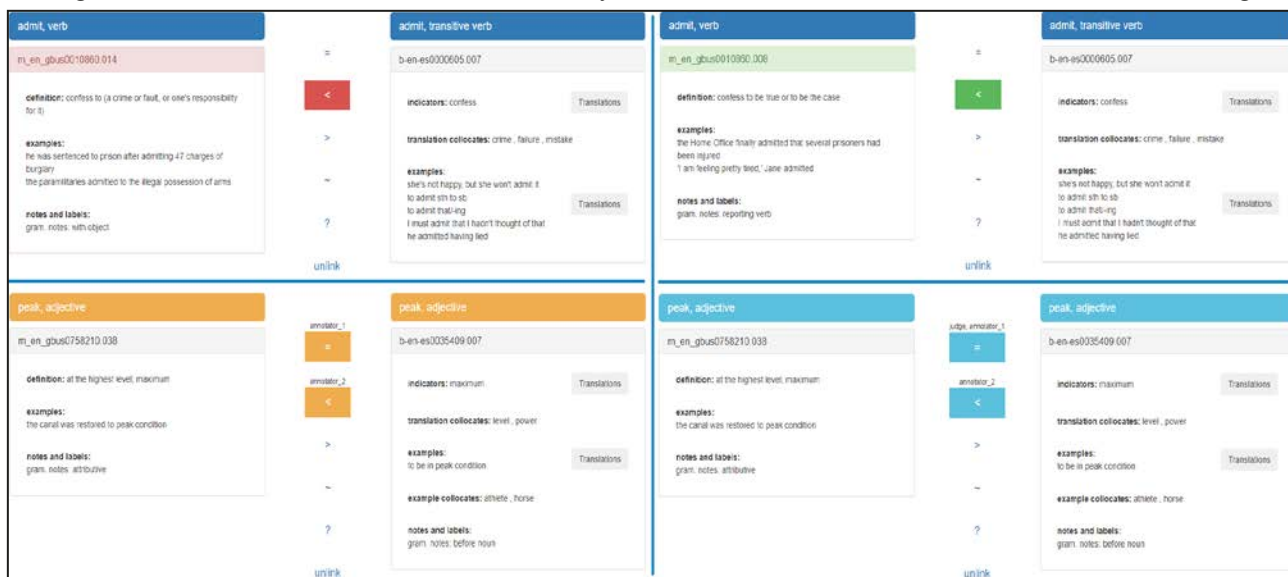 admit, verb
m_en_gbus0010860.014
definition: confess to (a crime or fault, or one's responsibility
for it)
examples:
he was sentenced to prison after admitting 47 charges of
burglary
the paramilitaries admitted to the illegal possession of arms
notes and labels:
gram. notes: with object
=
<
>
~
?
unlink
admit, transitive verb
b-en-es0000605.007
indicators: confess
Translations
translation collocates: crime , failure , mistake
examples:
she's not happy, but she won't admit it
to admit sth to sb
to admit that/-ing
I must admit that I hadn't thought of that
he admitted having lied
Translations
admit, verb
m_en_gbus0010860.008
definition: confess to be true or to be the case
examples:
the Home Office finally admitted that several prisoners had
been injured
'I am feeling pretty tired,' Jane admitted
notes and labels:
gram. notes: reporting verb
=
<
>
~
?
unlink
admit, transitive verb
b-en-es0000605.007
indicators: confess
Translations
translation collocates: crime , failure , mistake
examples:
she's not happy, but she won't admit it
to admit sth to sb
to admit that/-ing
I must admit that I hadn't thought of that
he admitted having lied
Translations
peak, adjective
m_en_gbus0758210.038
definition: at the highest level, maximum
examples:
the canal was restored to peak condition
notes and labels:
gram. notes: attributive
annotator_1
=
annotator_2
<
>
~
?
unlink
peak, adjective
b-en-es0035409.007
indicators: maximum
Translations
translation collocates: level , power
examples:
to be in peak condition
Translations
example collocates: athlete , horse
notes and labels:
gram. notes: before noun
peak, adjective
m_en_gbus0758210.038
definition: at the highest level, maximum
examples:
the canal was restored to peak condition
notes and labels:
gram. notes: attributive
judge, annotator_1
=
annotator_2
<
>
~
?
unlink
peak, adjective
b-en-es0035409.007
indicators: maximum
Translations
translation collocates: level , power
examples:
to be in peak condition
Translations
example collocates: athlete , horse
notes and labels:
gram. notes: before noun